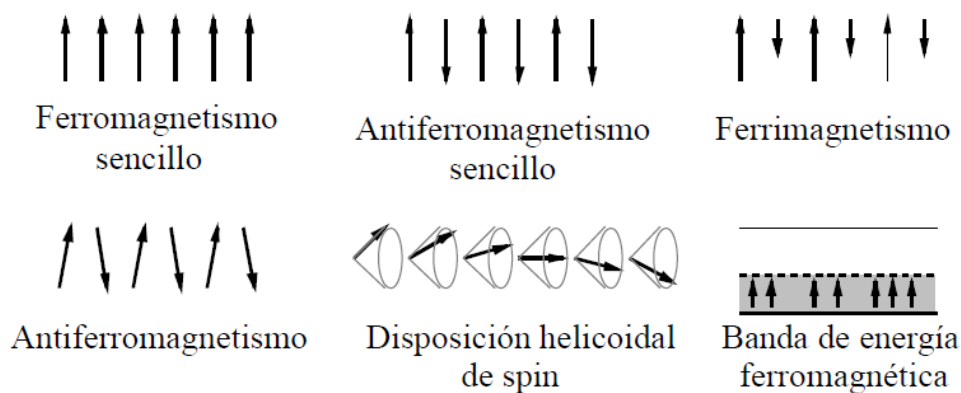 Ferromagnetismo
sencillo
Antiferromagnetismo
sencillo
Ferrimagnetismo
Antiferromagnetismo
Disposición helicoidal
de spin
Banda de energía
ferromagnética